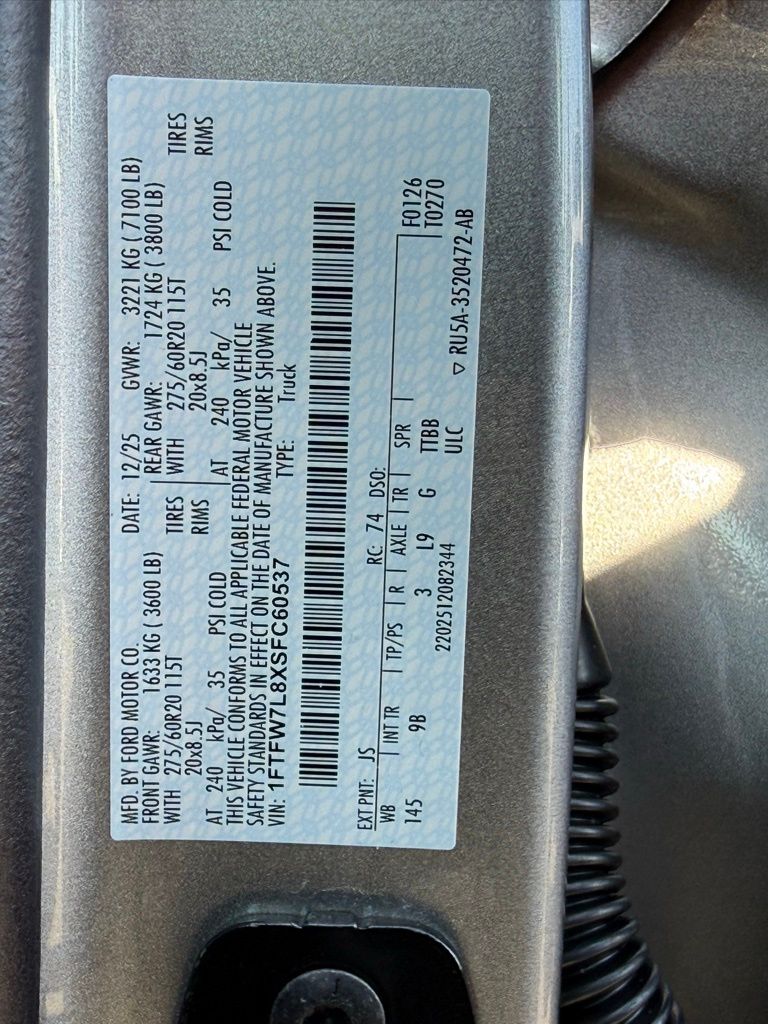 MFD. BY FORD MOTOR CO.
DATE: 12/25 GVWR: 3221 KG ( 7100 LB)
FRONT GAWR: 1633 KG ( 3600 LB) REAR GAWR: 1724 KG ( 3800 LB)
WITH 275/60R20 115T TIRES WITH 275/60R20 115T TIRES
20x8.5J RIMS 20x8.5J RIMS
AT 240 kPa/ 35 PSI COLD AT 240 kPa/ 35 PSI COLD
THIS VEHICLE CONFORMS TO ALL APPLICABLE FEDERAL MOTOR VEHICLE
SAFETY STANDARDS IN EFFECT ON THE DATE OF MANUFACTURE SHOWN ABOVE.
VIN: 1FTFW7L8XSFC60537 TYPE: Truck
EXT PNT: JS RC: 74 DSO:
WB | INT TR | TP/PS | R | AXLE | TR | SPR | F0126
145 9B 3 L9 G TTBB T0270
2202512082344 ULC
▽ RU5A-3520472-AB